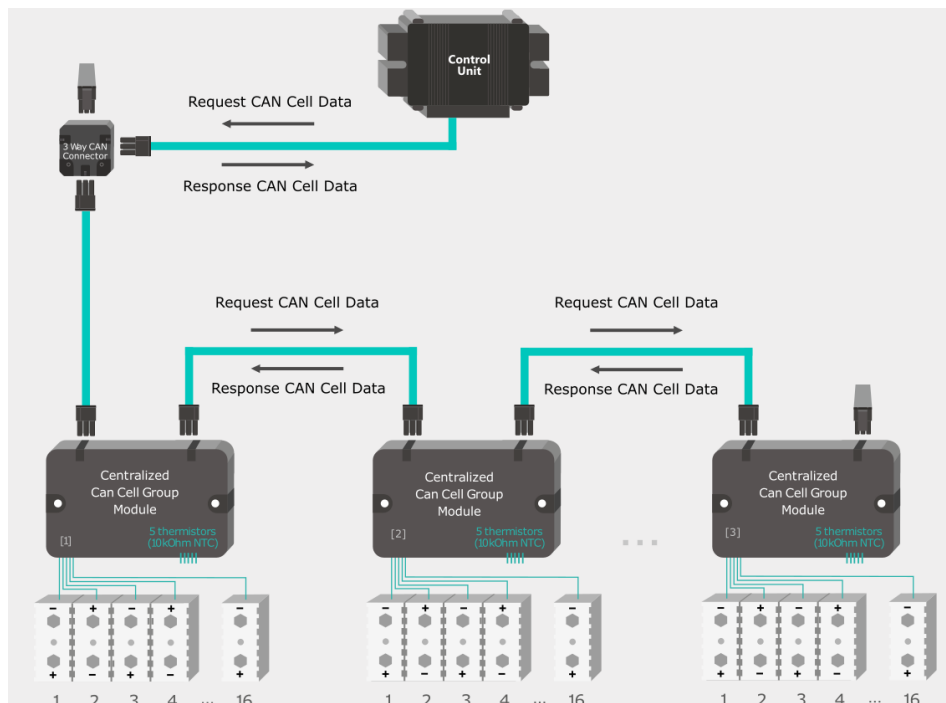 Control
Unit
Request CAN Cell Data
3 Way CAN
Connector
Response CAN Cell Data
Request CAN Cell Data
Request CAN Cell Data
Response CAN Cell Data
Response CAN Cell Data
Centralized
Can Cell Group
Module
5 thermistors
(10kOhm NTC)
[1]
Centralized
Can Cell Group
Module
5 thermistors
(10kOhm NTC)
[2]
...
Centralized
Can Cell Group
Module
5 thermistors
(10kOhm NTC)
[3]
− + − + −
+ − + − +
− + − + −
+ − + − +
− + − + −
+ − + − +
1 2 3 4 ... 16
1 2 3 4 ... 16
1 2 3 4 ... 16